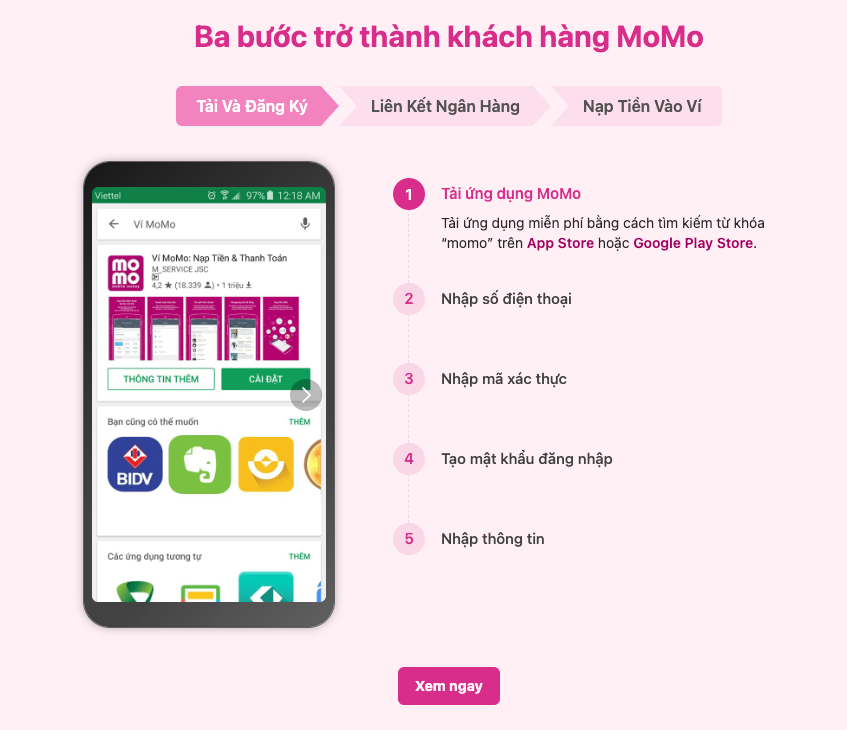 Ba bước trở thành khách hàng MoMo
Tải Và Đăng Ký
Liên Kết Ngân Hàng
Nạp Tiền Vào Ví
Viettel
97%
12:18 AM
Ví MoMo
mo
mo
mobile money
Ví MoMo: Nạp Tiền & Thanh Toán
M_SERVICE JSC
4,2 ★ (18.339) • 1 triệu
THÔNG TIN THÊM
CÀI ĐẶT
Bạn cũng có thể muốn
THÊM
BIDV
Các ứng dụng tương tự
THÊM
1
Tải ứng dụng MoMo
Tải ứng dụng miễn phí bằng cách tìm kiếm từ khóa
“momo” trên App Store hoặc Google Play Store.
2
Nhập số điện thoại
3
Nhập mã xác thực
4
Tạo mật khẩu đăng nhập
5
Nhập thông tin
Xem ngay